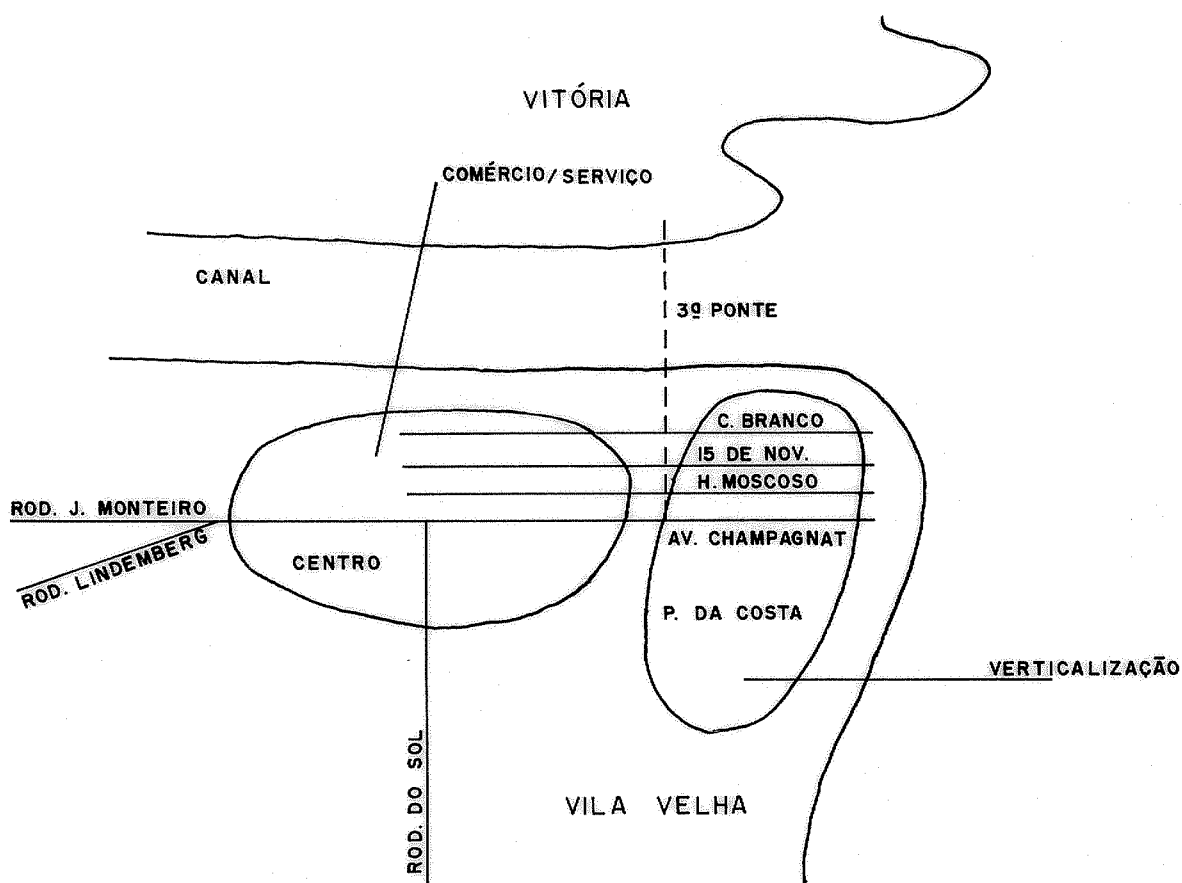 VITÓRIA
COMÉRCIO/SERVIÇO
CANAL
3ª PONTE
C. BRANCO
15 DE NOV.
H. MOSCOSO
ROD. J. MONTEIRO
AV. CHAMPAGNAT
ROD. LINDEMBERG
CENTRO
P. DA COSTA
VERTICALIZAÇÃO
ROD. DO SOL
VILA VELHA